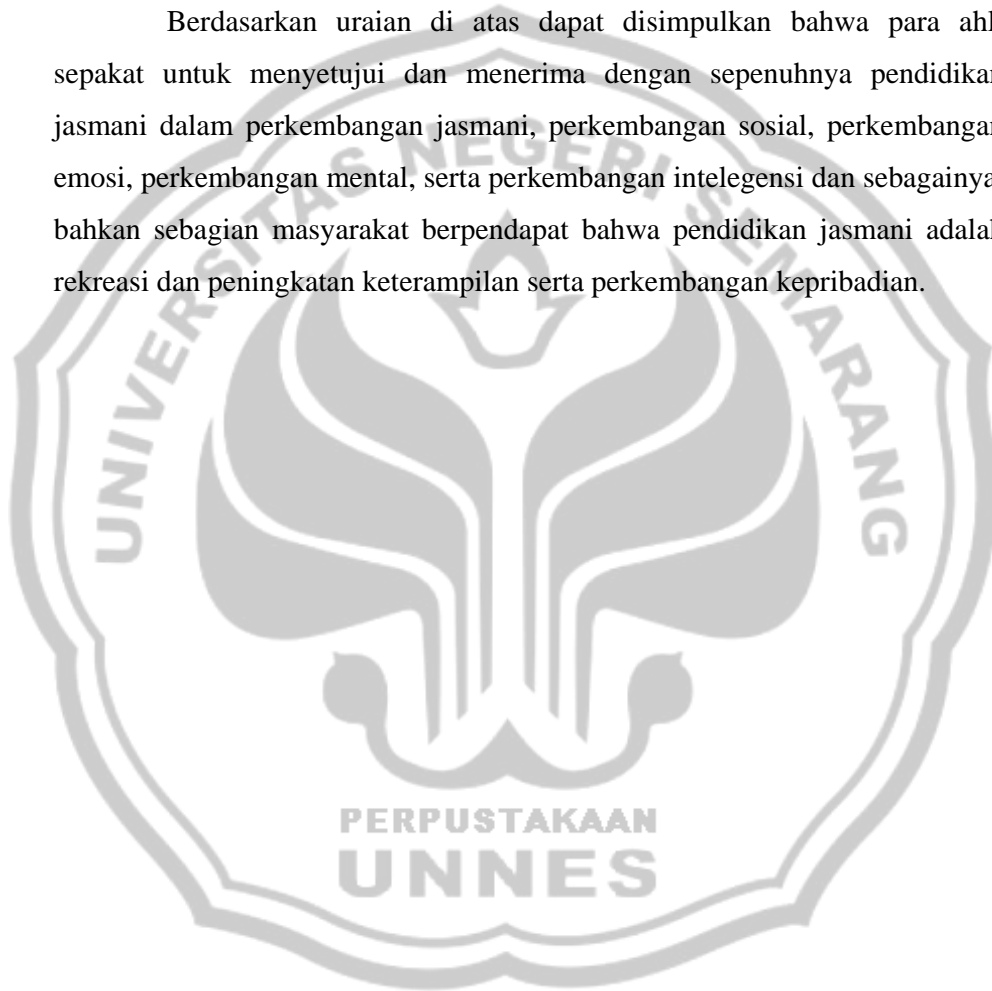 Berdasarkan uraian di atas dapat disimpulkan bahwa para ahl
sepakat untuk menyetujui dan menerima dengan sepenuhnya pendidikan
jasmani dalam perkembangan jasmani, perkembangan sosial, perkembangan
emosi, perkembangan mental, serta perkembangan intelegensi dan sebagainya
bahkan sebagian masyarakat berpendapat bahwa pendidikan jasmani adalah
rekreasi dan peningkatan keterampilan serta perkembangan kepribadian.
UNIVERSITAS NEGERI SEMARANG
PERPUSTAKAAN
UNNES